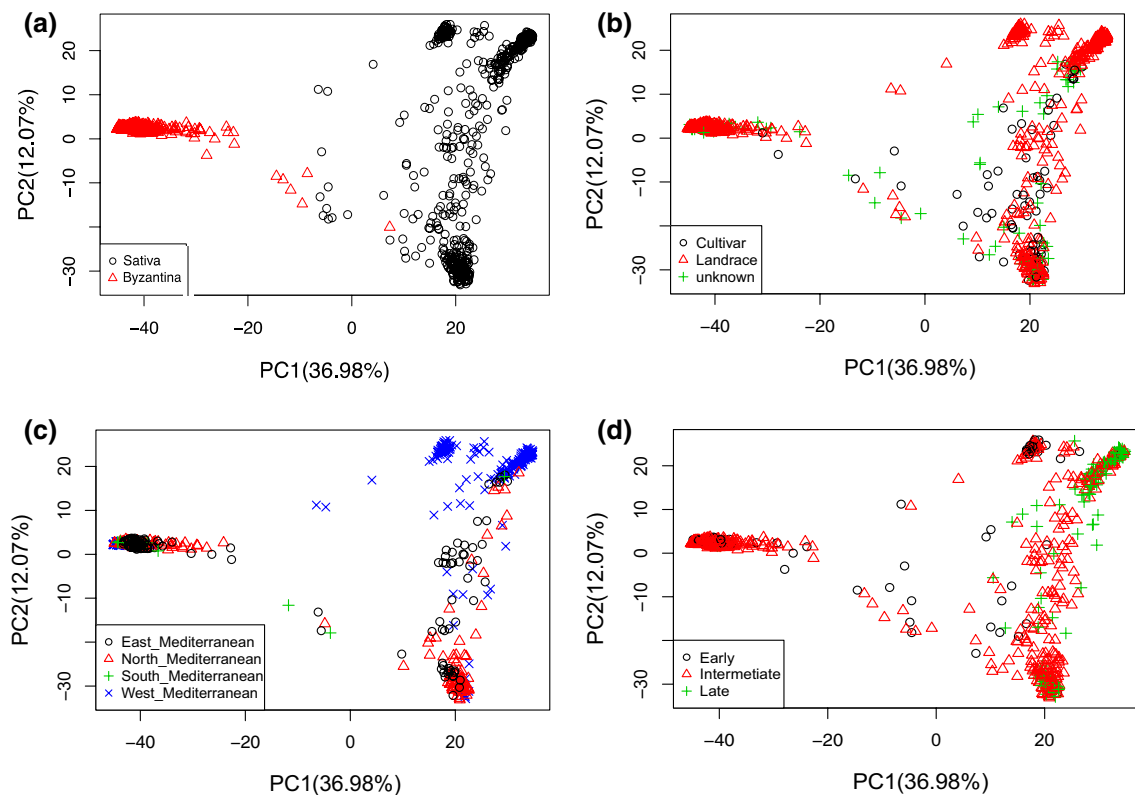 (a)
PC2(12.07%)
20
10
0
−10
−30
Sativa
Byzantina
−40
−20
0
20
PC1(36.98%)
(b)
PC2(12.07%)
20
10
0
−10
−30
Cultivar
Landrace
unknown
−40
−20
0
20
PC1(36.98%)
(c)
PC2(12.07%)
20
10
0
−10
−30
East_Mediterranean
North_Mediterranean
South_Mediterranean
West_Mediterranean
−40
−20
0
20
PC1(36.98%)
(d)
PC2(12.07%)
20
10
0
−10
−30
Early
Intermetiate
Late
−40
−20
0
20
PC1(36.98%)